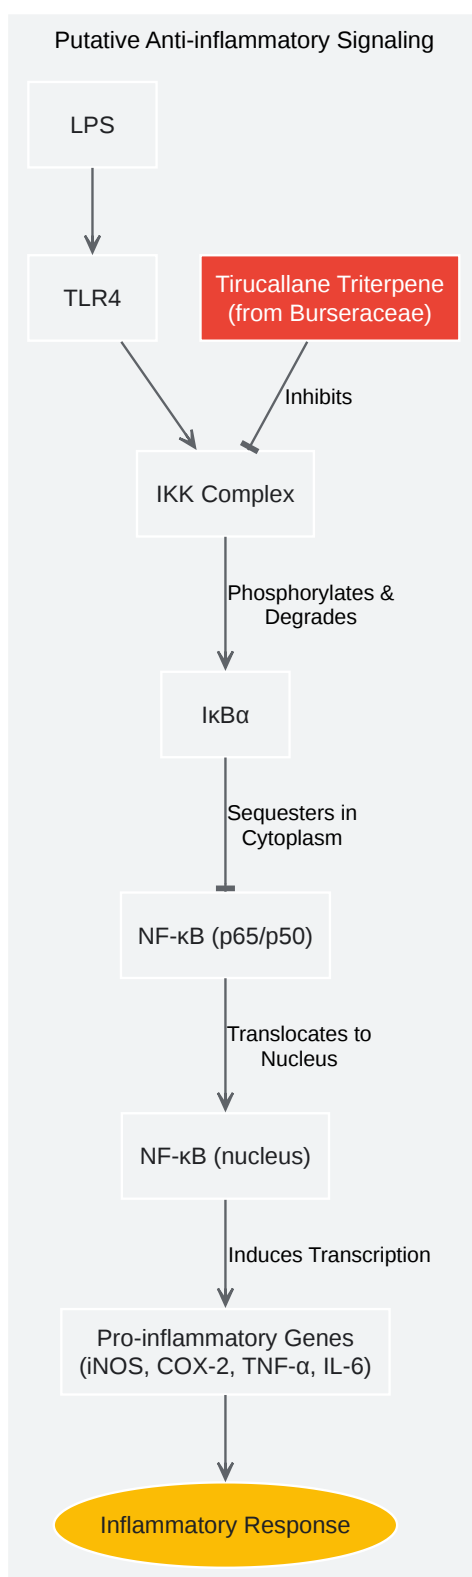 Putative Anti-inflammatory Signaling
LPS
TLR4
Tirucallane Triterpene
(from Burseraceae)
Inhibits
IKK Complex
Phosphorylates &
Degrades
IκBα
Sequesters in
Cytoplasm
NF-κB (p65/p50)
Translocates to
Nucleus
NF-κB (nucleus)
Induces Transcription
Pro-inflammatory Genes
(iNOS, COX-2, TNF-α, IL-6)
Inflammatory Response